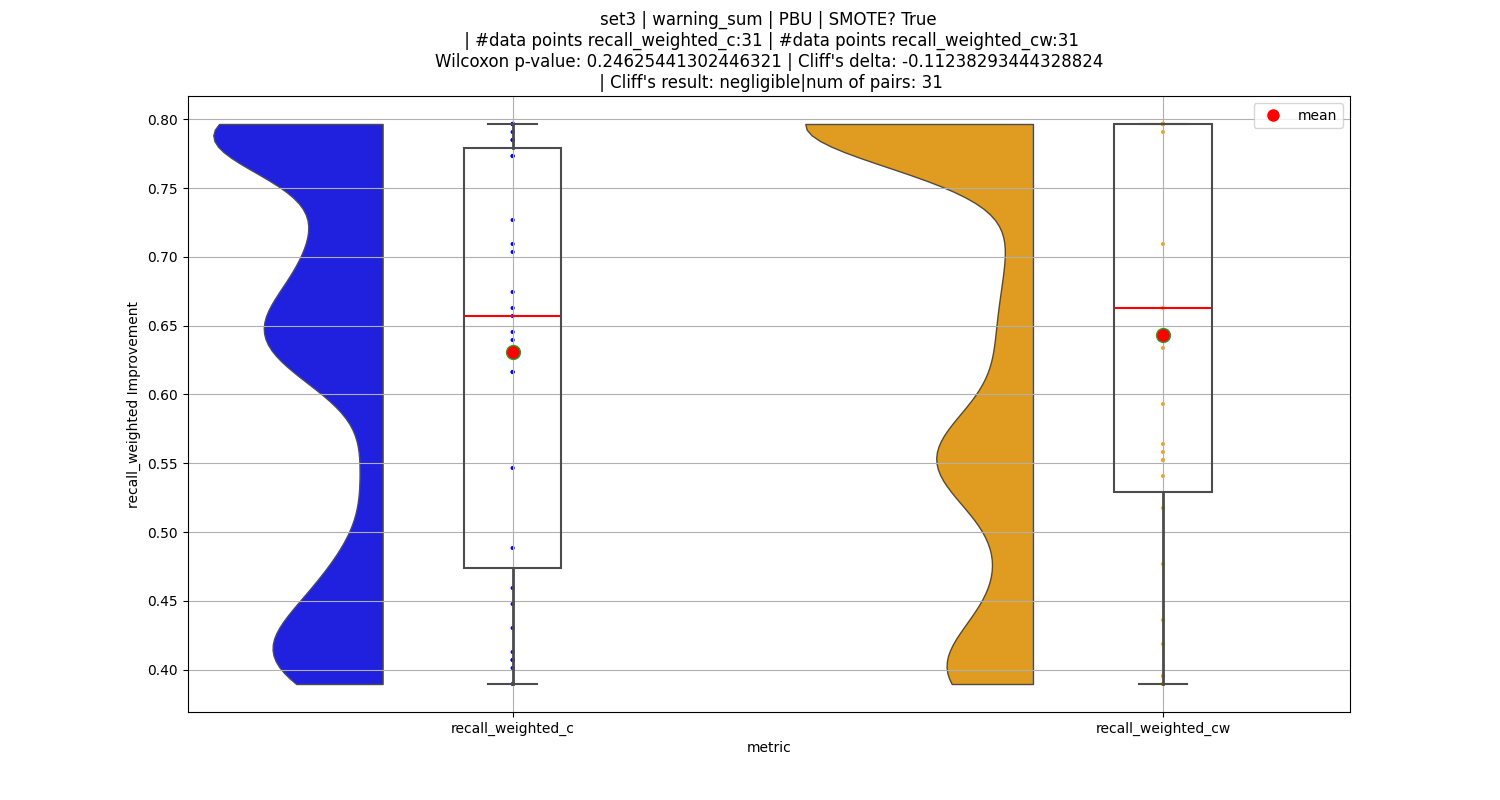 set3 | warning_sum | PBU | SMOTE? True
| #data points recall_weighted_c:31 | #data points recall_weighted_cw:31
Wilcoxon p-value: 0.24625441302446321 | Cliff's delta: -0.11238293444328824
| Cliff's result: negligible|num of pairs: 31
mean
0.80
0.75
0.70
0.65
0.60
0.55
0.50
0.45
0.40
recall_weighted Improvement
recall_weighted_c
recall_weighted_cw
metric